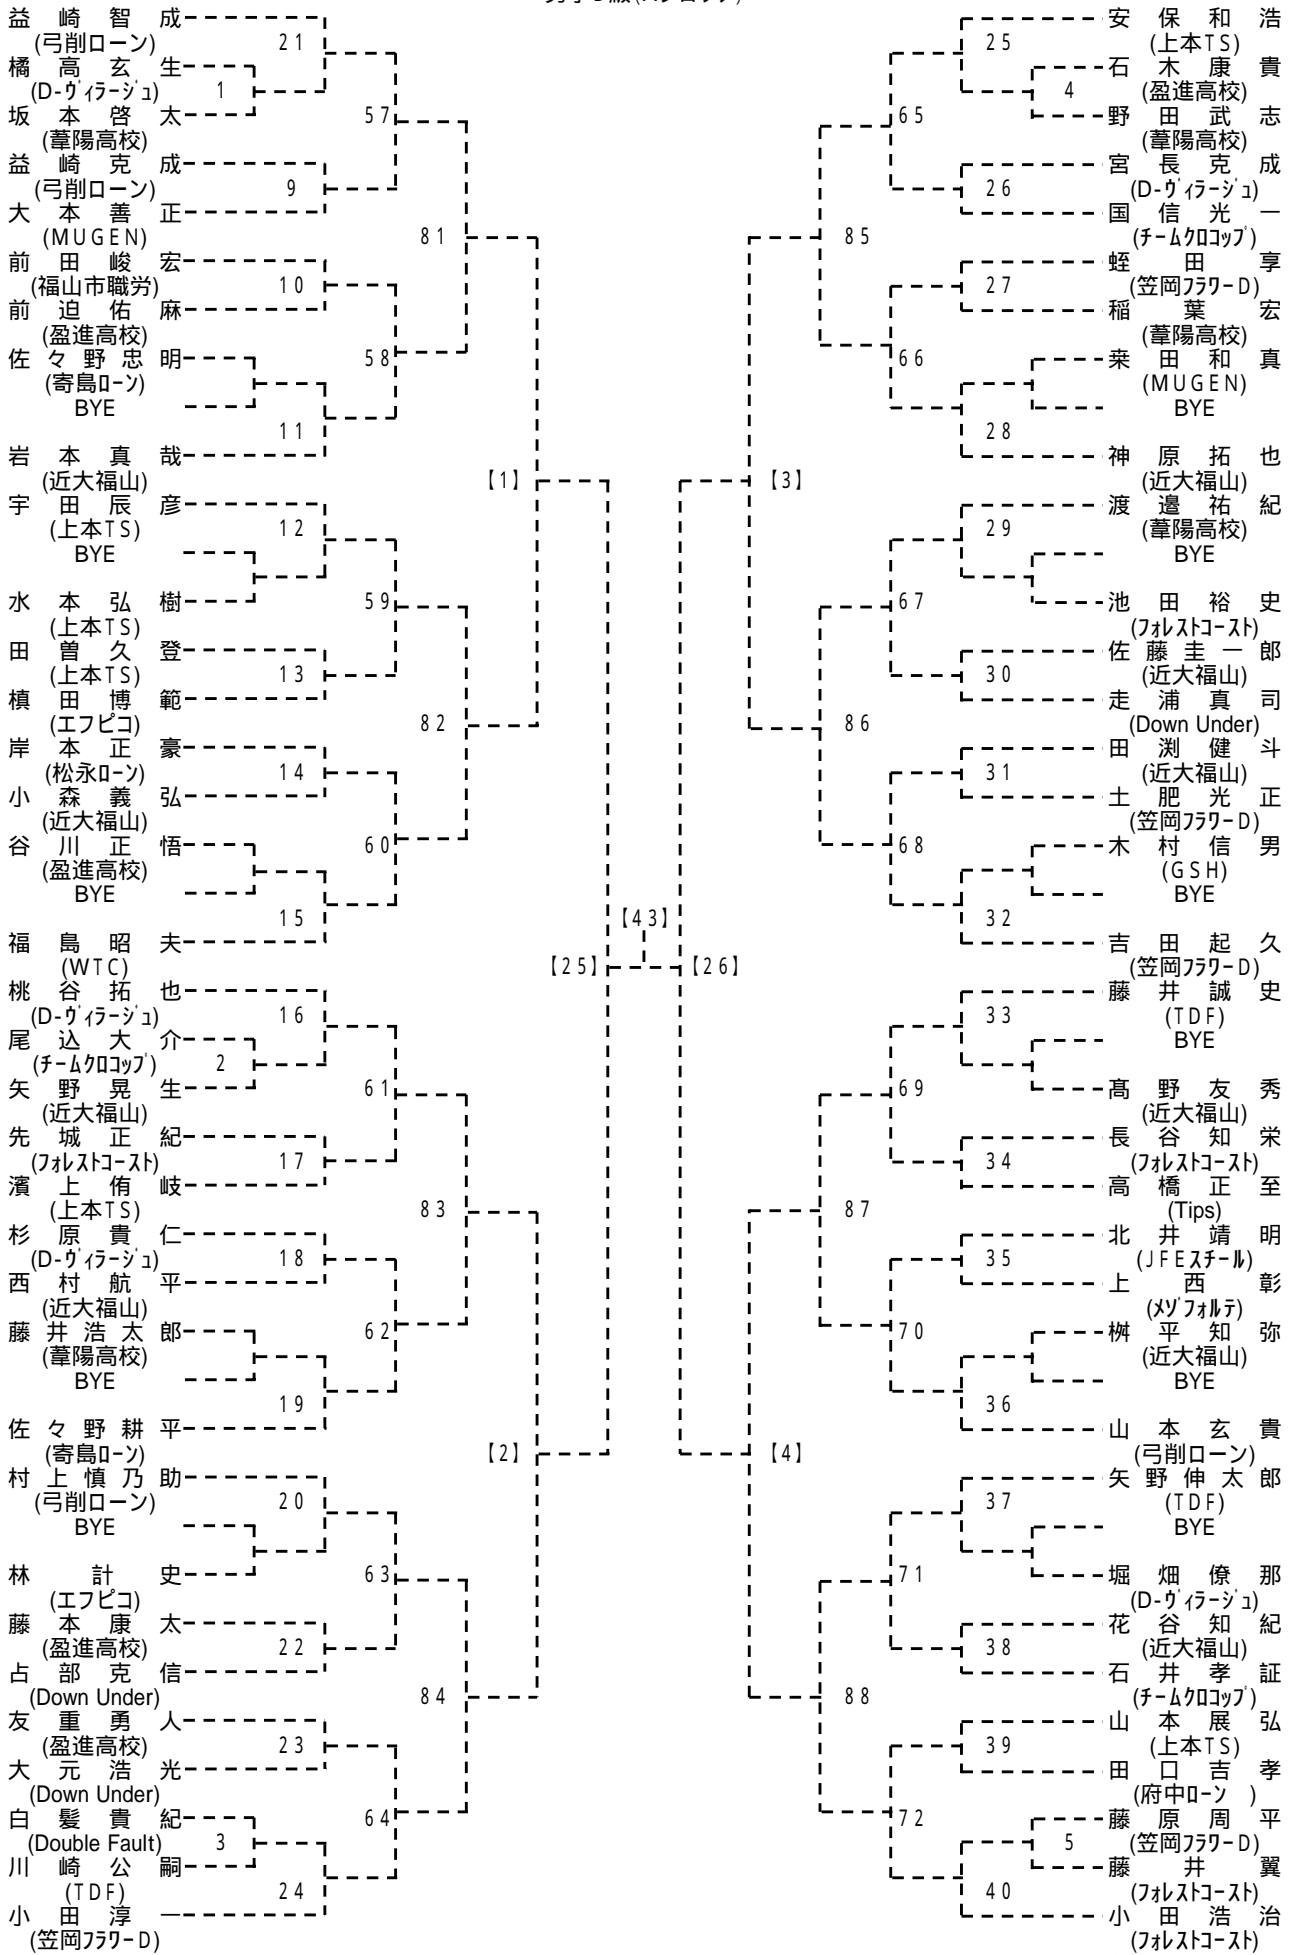 益崎智成
(弓削ローン)
21
橘高玄生
(D-ヴィラージュ)
1
坂本啓太
(葦陽高校)
57
益崎克成
(弓削ローン)
9
大本善正
(MUGEN)
81
前田峻宏
(福山市職労)
10
前迫佑麻
(盈進高校)
58
佐々野忠明
(寄島ローン)
BYE
11
岩本真哉
(近大福山)
【1】
宇田辰彦
(上本TS)
12
BYE
水本弘樹
(上本TS)
59
田曽久登
(上本TS)
13
槙田博範
(エフピコ)
82
岸本正豪
(松永ローン)
14
小森義弘
(近大福山)
60
谷川正悟
(盈進高校)
BYE
15
福島昭夫
(WTC)
【25】
桃谷拓也
(D-ヴィラージュ)
16
尾込大介
(チームクロコップ)
2
矢野晃生
(近大福山)
61
先城正紀
(フォレストコースト)
17
濱上侑岐
(上本TS)
83
杉原貴仁
(D-ヴィラージュ)
18
西村航平
(近大福山)
62
藤井浩太郎
(葦陽高校)
BYE
19
佐々野耕平
(寄島ローン)
【2】
村上慎乃助
(弓削ローン)
20
BYE
林計史
(エフピコ)
63
藤本康太
(盈進高校)
22
占部克信
(Down Under)
84
友重勇人
(盈進高校)
23
大元浩光
(Down Under)
64
白髪貴紀
(Double Fault)
3
川崎公嗣
(TDF)
24
小田淳一
(笠岡フラワーD)
【43】
安保和浩
(上本TS)
25
石木康貴
(盈進高校)
4
野田武志
(葦陽高校)
65
宮長克成
(D-ヴィラージュ)
26
国信光一
(チームクロコップ)
85
蛭田享
(笠岡フラワーD)
27
稲葉宏
(葦陽高校)
66
来田和真
(MUGEN)
BYE
28
神原拓也
(近大福山)
【3】
渡邉祐紀
(葦陽高校)
29
BYE
池田裕史
(フォレストコースト)
67
佐藤圭一郎
(近大福山)
30
走浦真司
(Down Under)
86
田渕健斗
(近大福山)
31
土肥光正
(笠岡フラワーD)
68
木村信男
(GSH)
BYE
32
吉田起久
(笠岡フラワーD)
【26】
藤井誠史
(TDF)
33
BYE
髙野友秀
(近大福山)
69
長谷知栄
(フォレストコースト)
34
高橋正至
(Tips)
87
北井靖明
(JFEスチール)
35
上西彰
(メゾフォルテ)
70
桝平知弥
(近大福山)
BYE
36
山本玄貴
(弓削ローン)
【4】
矢野伸太郎
(TDF)
37
BYE
堀畑僚那
(D-ヴィラージュ)
71
花谷知紀
(近大福山)
38
石井孝証
(チームクロコップ)
88
山本展弘
(上本TS)
39
田口吉孝
(府中ローン　)
72
藤原周平
(笠岡フラワーD)
5
藤井翼
(フォレストコースト)
40
小田浩治
(フォレストコースト)